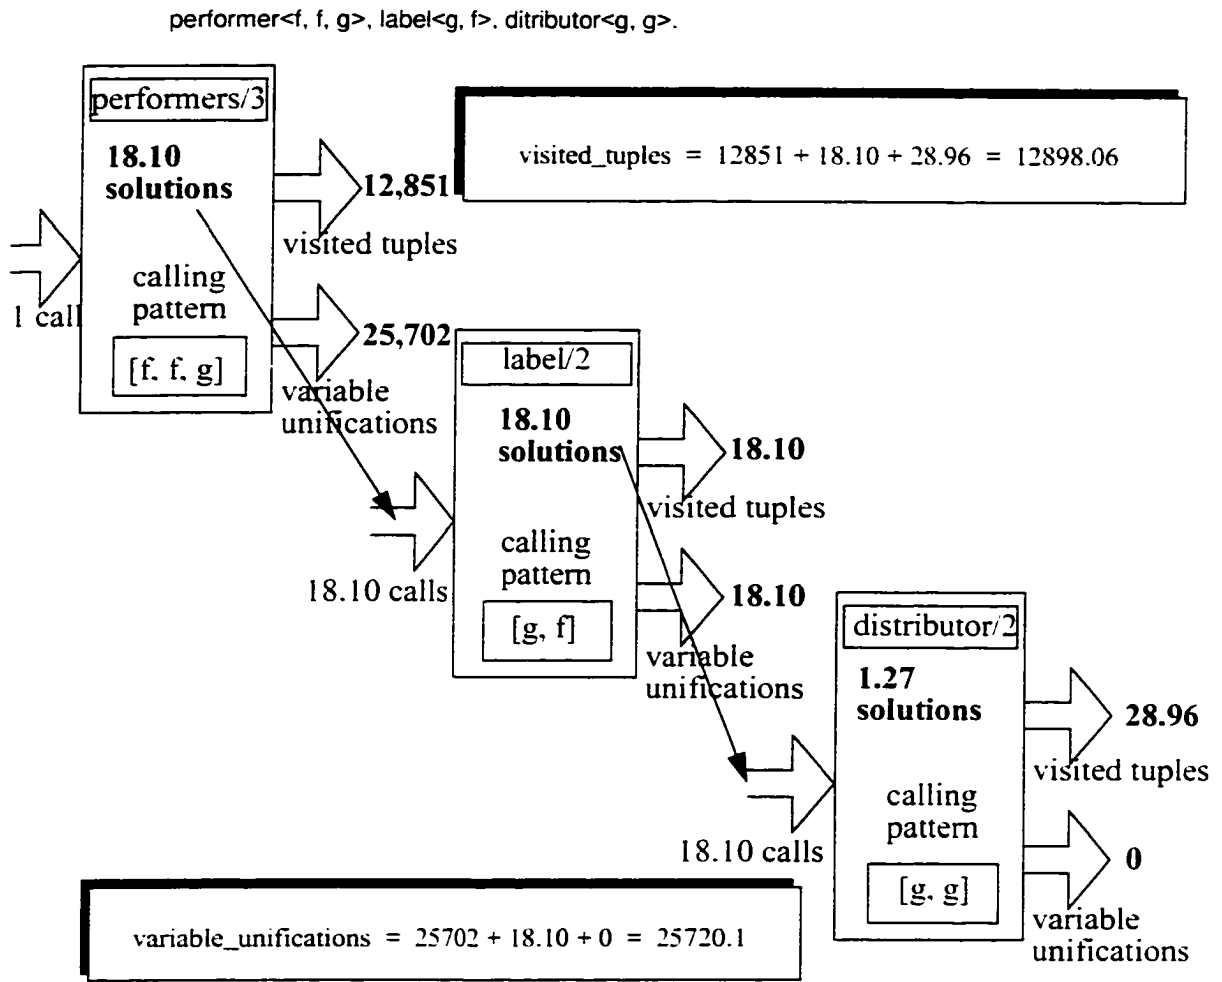 performer<f, f, g>, label<g, f>, ditributor<g, g>.
performers/3
18.10
solutions
visited_tuples = 12851 + 18.10 + 28.96 = 12898.06
12,851
visited tuples
calling
pattern
1 call
[f, f, g]
25,702
variable
unifications
label/2
18.10
solutions
18.10
visited tuples
calling
pattern
18.10 calls
[g, f]
18.10
variable
unifications
distributor/2
1.27
solutions
28.96
visited tuples
calling
pattern
18.10 calls
[g, g]
0
variable
unifications
variable_unifications = 25702 + 18.10 + 0 = 25720.1